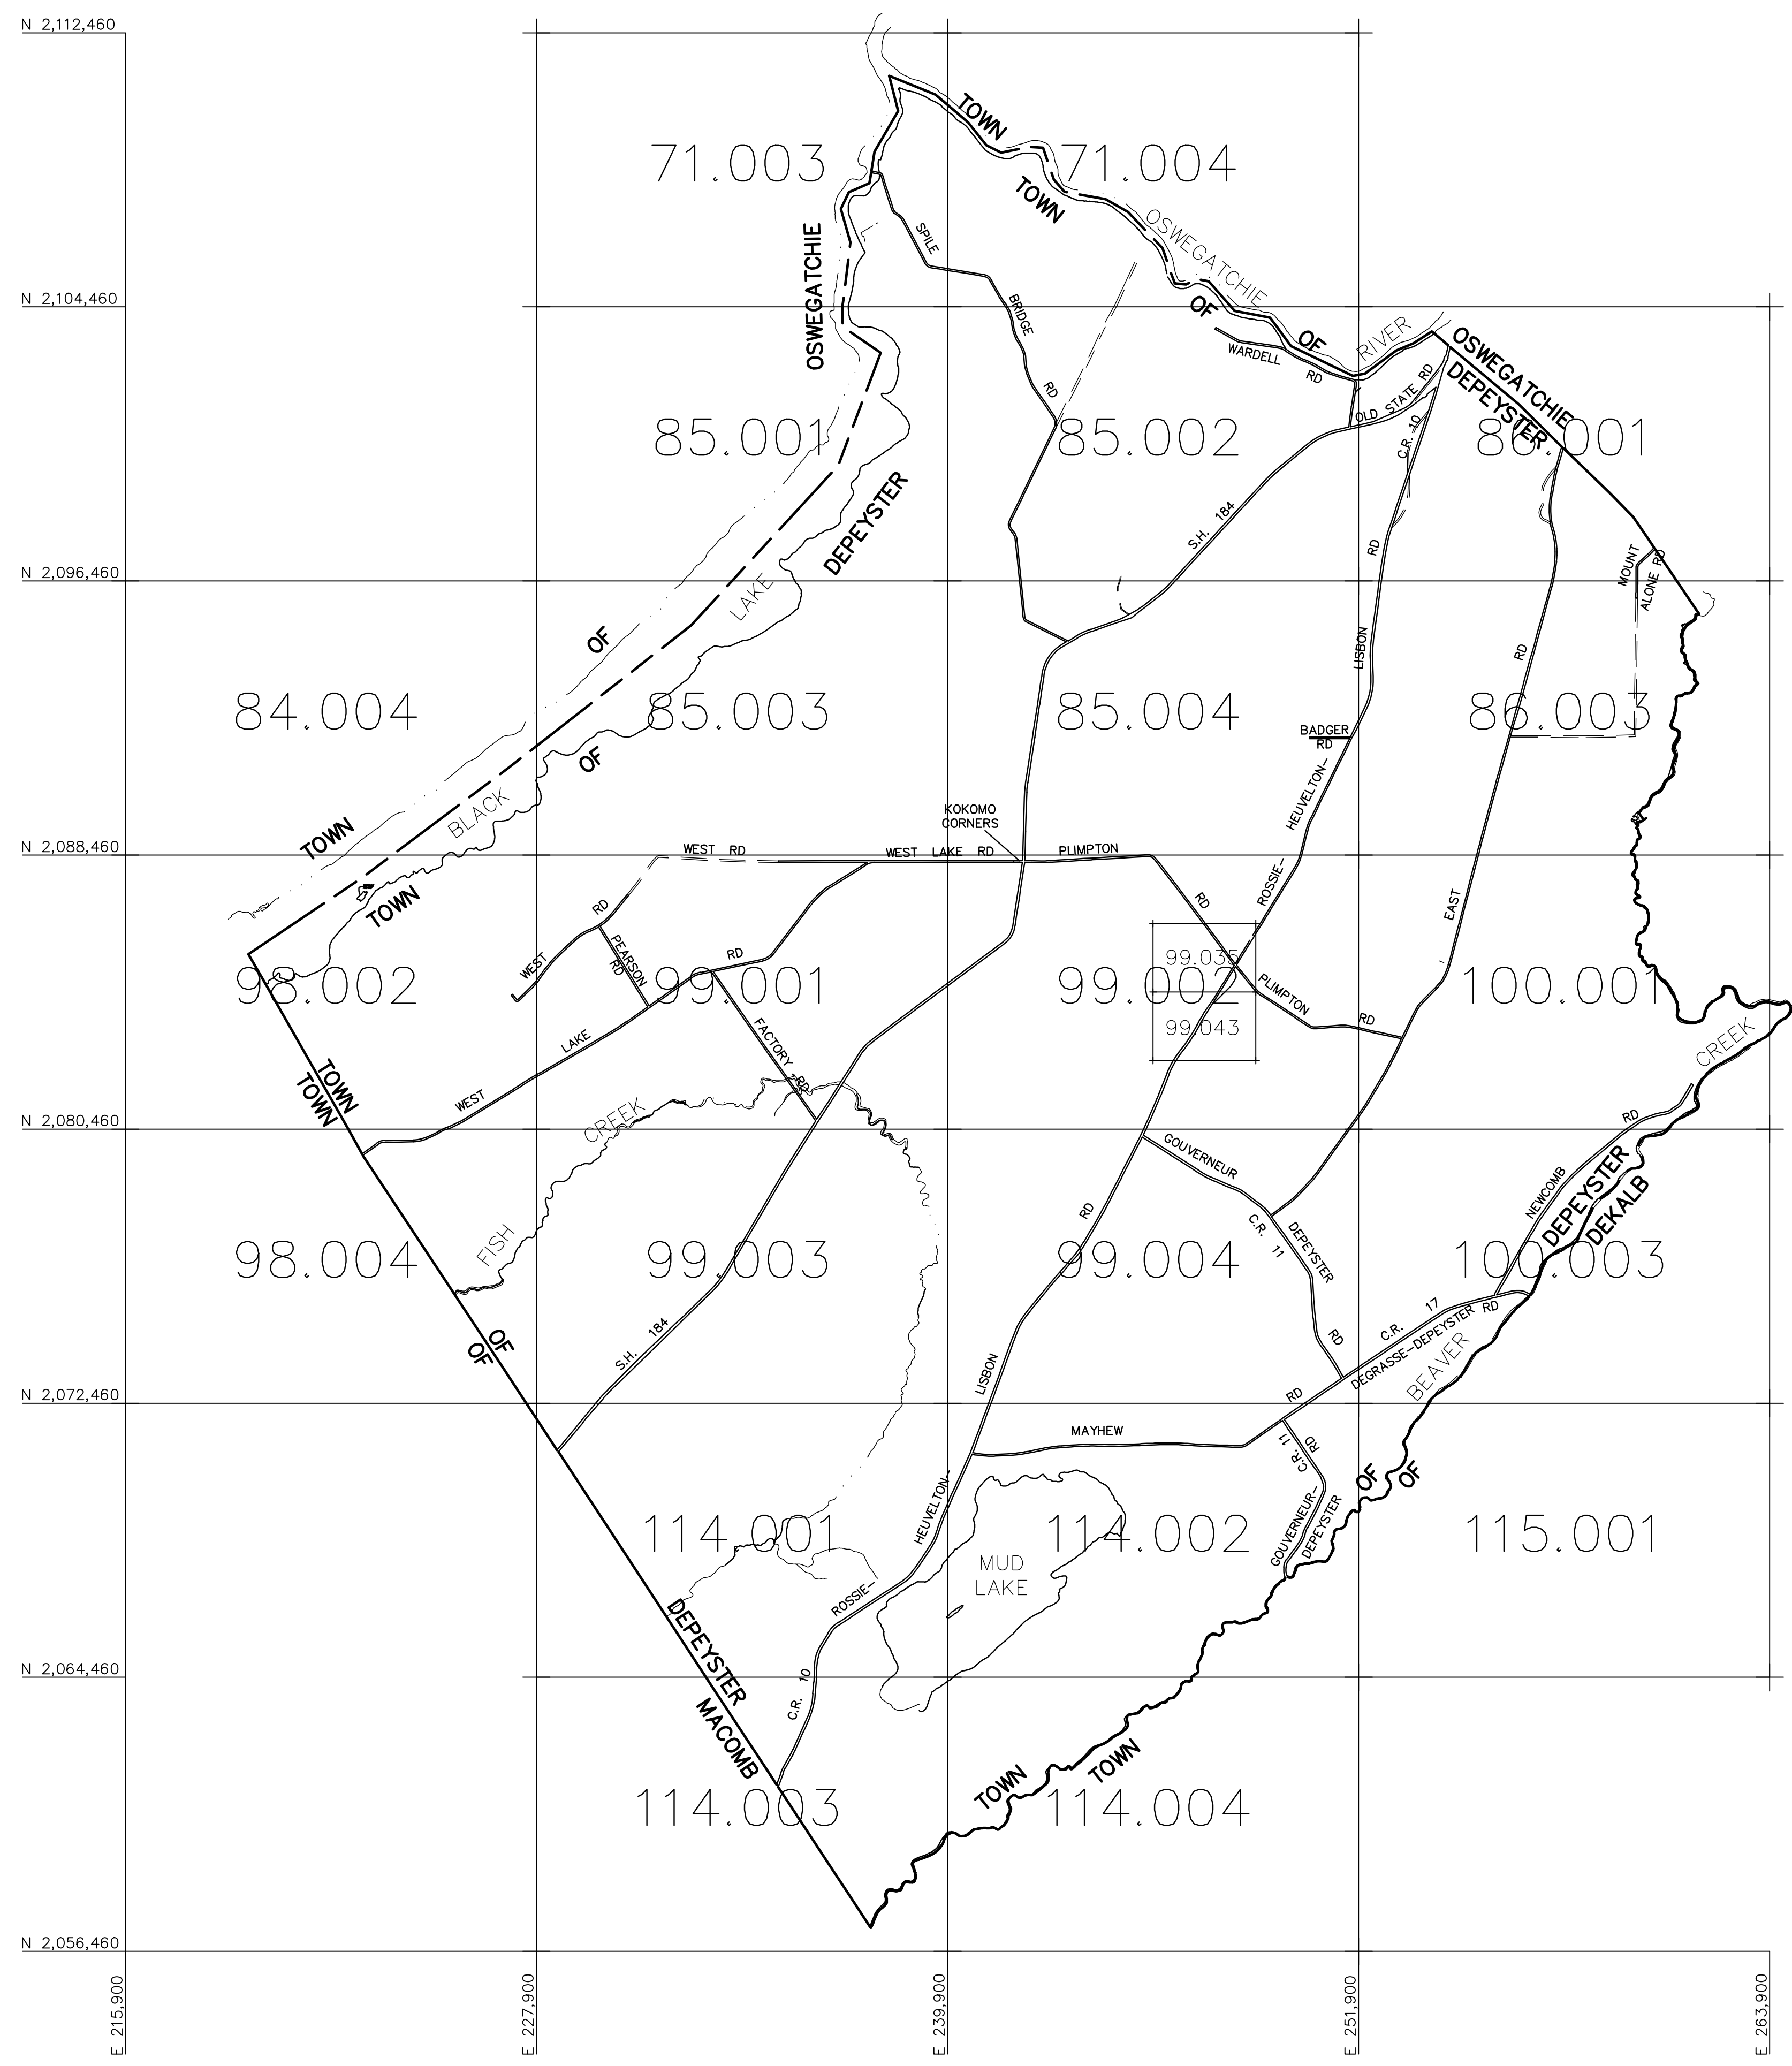 N 2,112,460
TOWN
71.003
71.004
TOWN
OSWEGATCHIE
SPILE
OSWEGATCHIE
BRIDGE
N 2,104,460
OF
OF
RIVER
OSWEGATCHIE
WARDELL
RD
DEPEYSTER
RD
OLD STATE RD
85.001
85.002
C.R. 10
86.001
DEPEYSTER
S.H. 184
RD
MOUNT
ALONE RD
N 2,096,460
LAKE
OF
LISBON
RD
84.004
85.003
85.004
86.003
BADGER
RD
OF
HEUVELTON-
BLACK
KOKOMO
CORNERS
TOWN
N 2,088,460
WEST RD
WEST LAKE RD
PLIMPTON
ROSSIE-
TOWN
RD
RD
EAST
PEARSON
RD
RD
WEST
99.035
98.002
99.001
99.002
100.001
PLIMPTON
99.043
RD
FACTORY RD
LAKE
CREEK
TOWN
TOWN
WEST
CREEK
RD
N 2,080,460
GOUVERNEUR
NEWCOMB
DEPEYSTER
DEKALB
RD
C.R. 11
DEPEYSTER
FISH
98.004
99.003
99.004
100.003
C.R. 17
RD
S.H. 184
OF
OF
RD
DEGRASSE-DEPEYSTER
BEAVER
LISBON
RD
N 2,072,460
MAYHEW
C.R. 11
RD
OF
OF
HEUVELTON-
GOUVERNEUR-
DEPEYSTER
114.001
114.002
115.001
MUD
LAKE
ROSSIE-
DEPEYSTER
MACOMB
C.R. 10
N 2,064,460
TOWN
TOWN
114.003
114.004
N 2,056,460
E 215,900
E 227,900
E 239,900
E 251,900
E 263,900